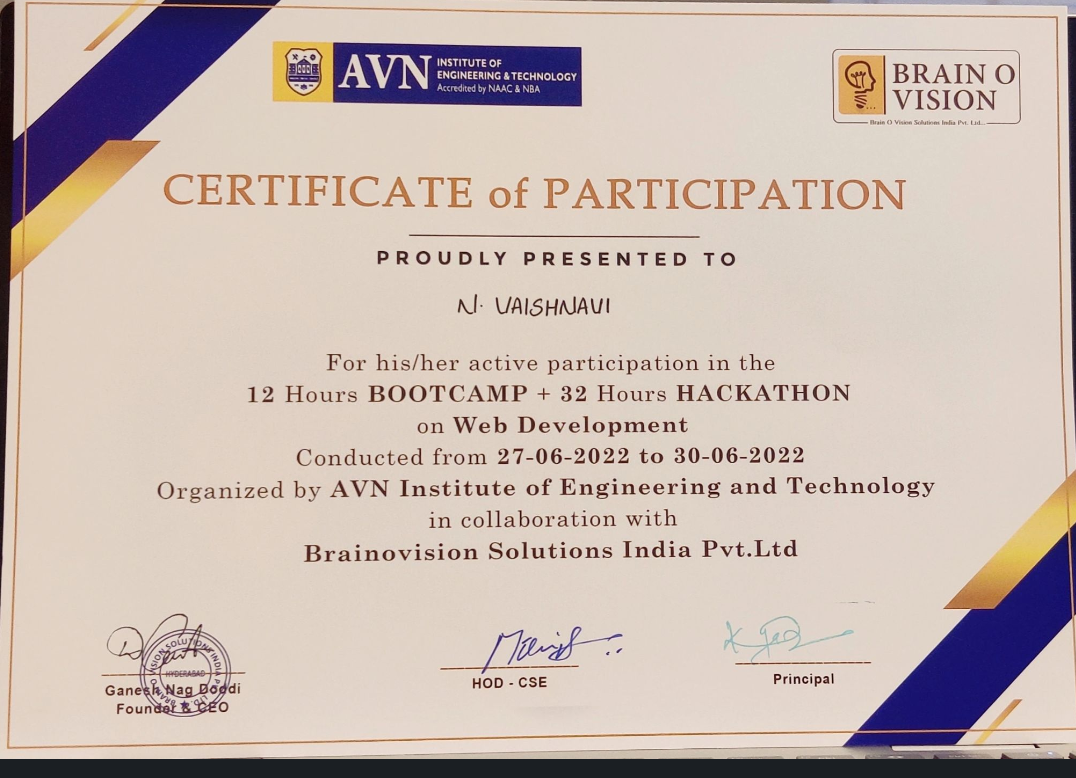 AVN INSTITUTE OF
ENGINEERING & TECHNOLOGY
Accredited by NAAC & NBA
BRAIN O
VISION
Brain O Vision Solutions India Pvt. Ltd..
CERTIFICATE of PARTICIPATION
PROUDLY PRESENTED TO
N. VAISHNAVI
For his/her active participation in the
12 Hours BOOTCAMP + 32 Hours HACKATHON
on Web Development
Conducted from 27-06-2022 to 30-06-2022
Organized by AVN Institute of Engineering and Technology
in collaboration with
Brainovision Solutions India Pvt.Ltd
HYDERABAD
Ganesh Nag Doddi
Founder & CEO
HOD - CSE
Principal